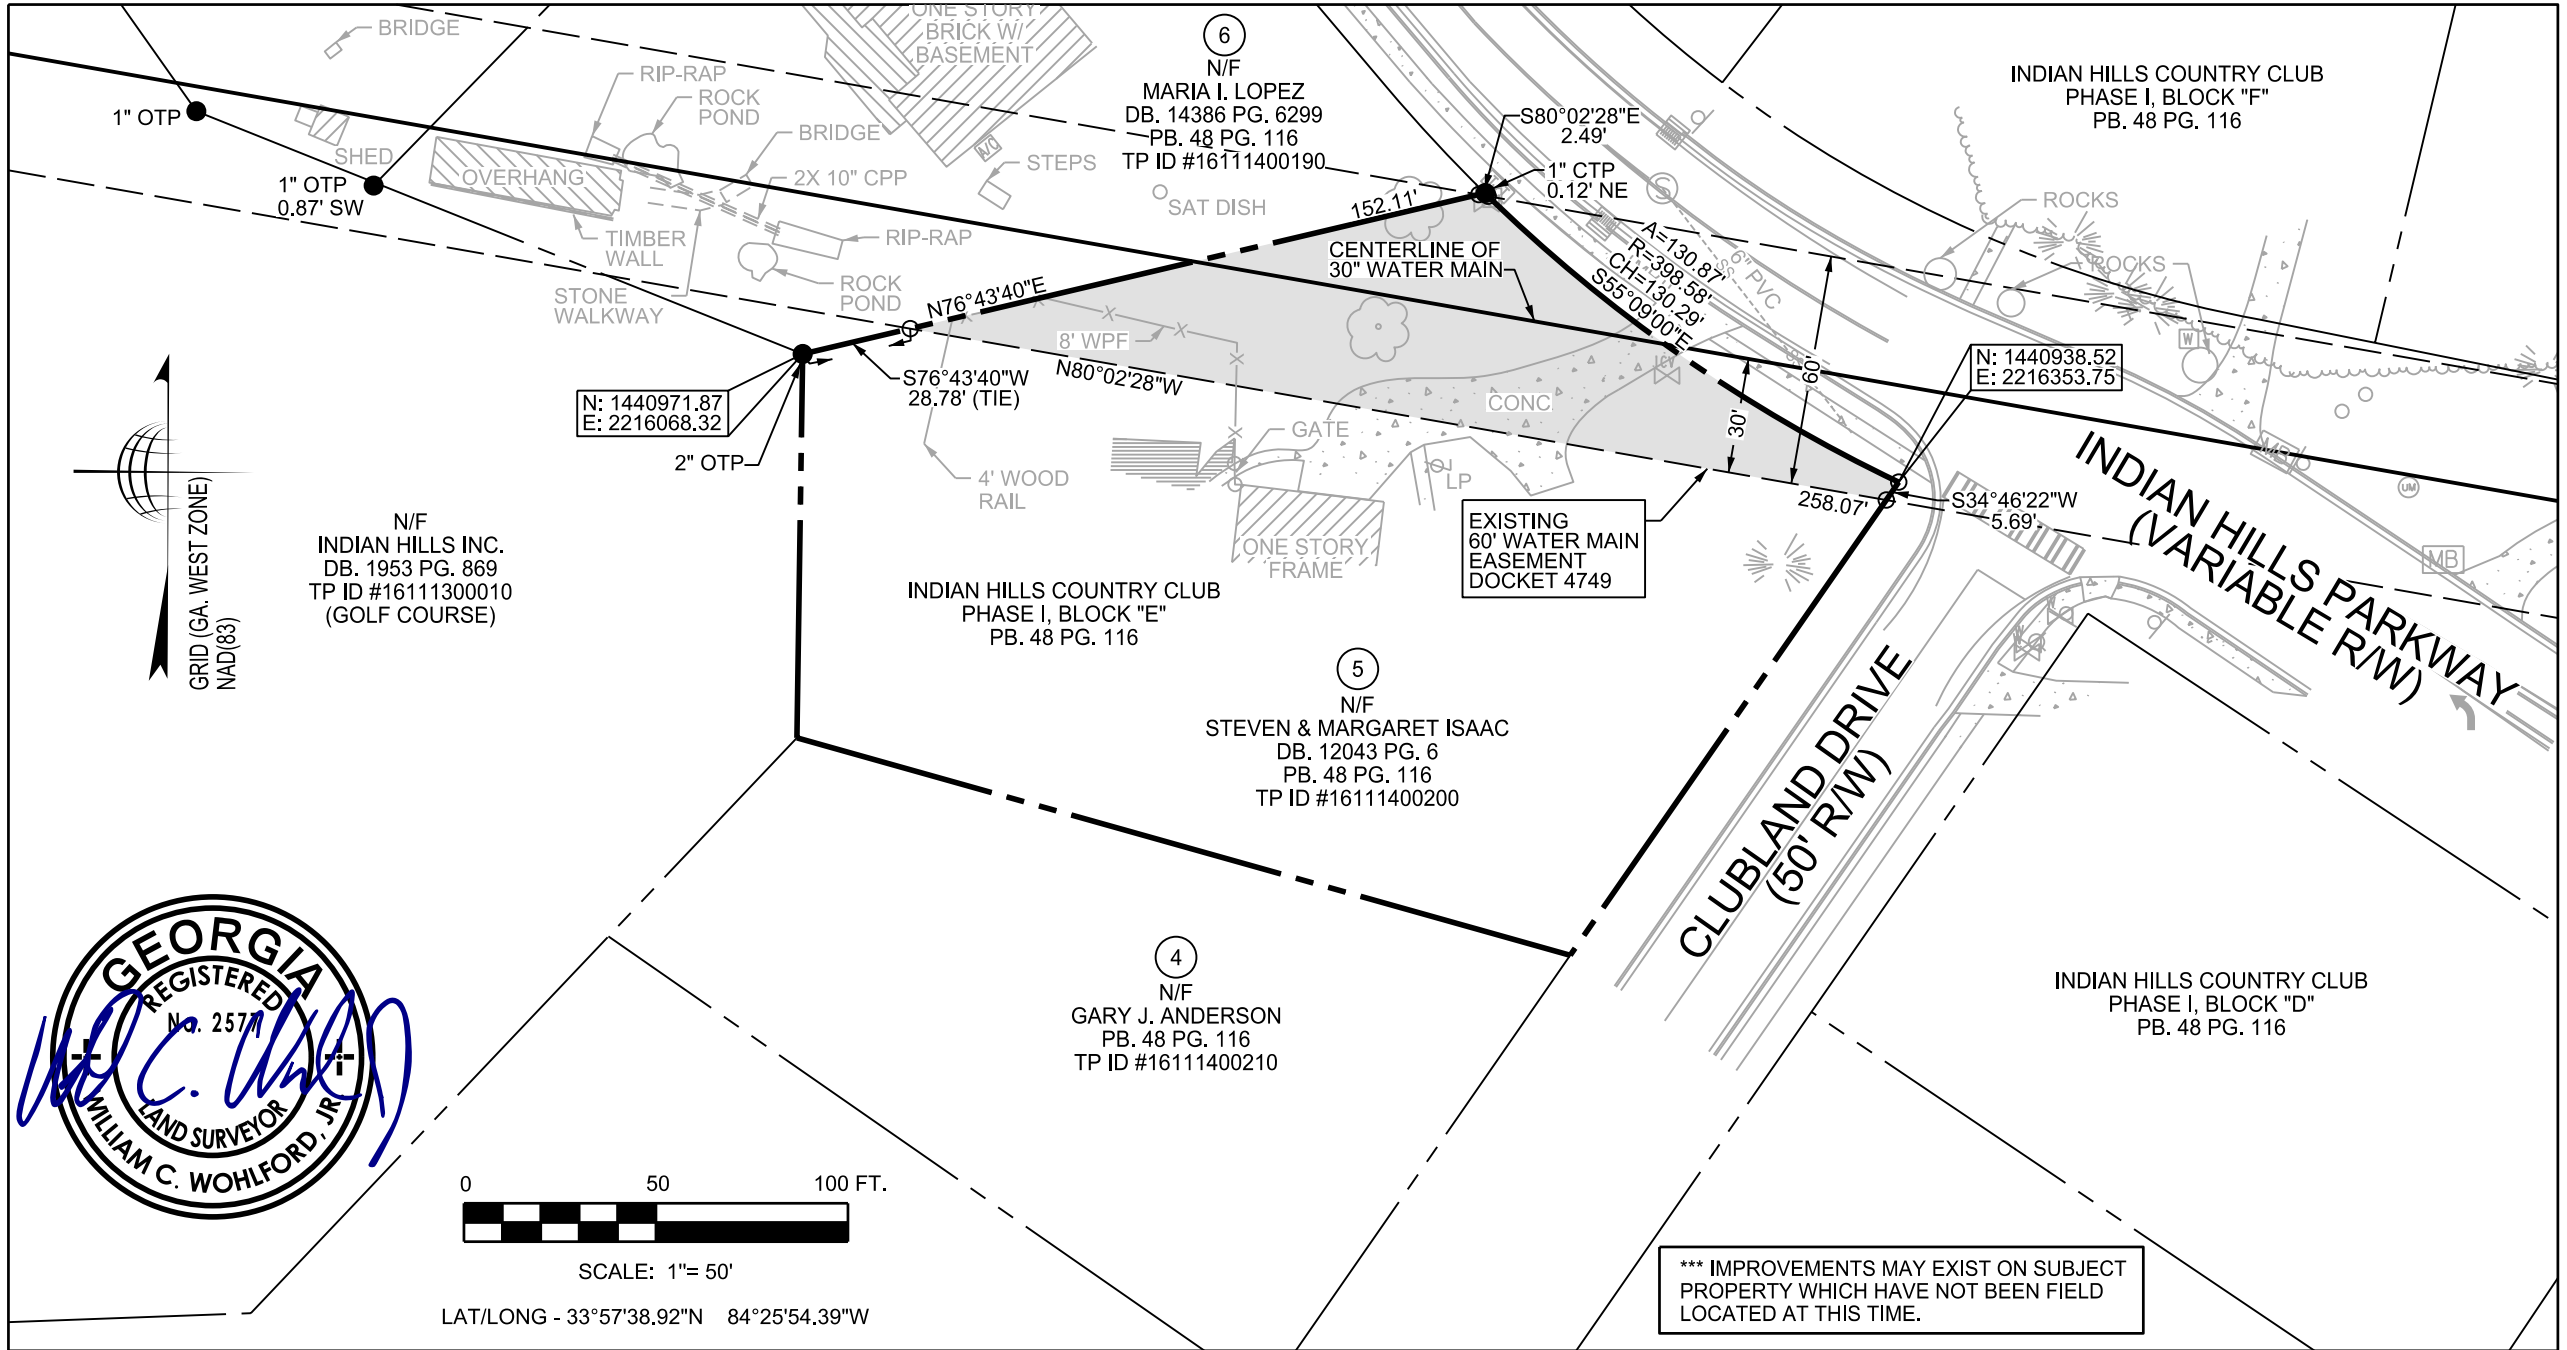 BRIDGE
ONE STORY
BRICK W/
BASEMENT
6
N/F
MARIA I. LOPEZ
DB. 14386 PG. 6299
PB. 48 PG. 116
TP ID #16111400190
INDIAN HILLS COUNTRY CLUB
PHASE I, BLOCK "F"
PB. 48 PG. 116
RIP-RAP
ROCK
POND
BRIDGE
1" OTP
SHED
1" OTP
0.87' SW
OVERHANG
2X 10" CPP
A/C
STEPS
SAT DISH
152.11'
S80°02'28"E
2.49'
1" CTP
0.12' NE
S
ROCKS
ROCKS
TIMBER
WALL
RIP-RAP
STONE
WALKWAY
ROCK
POND
CENTERLINE OF
30" WATER MAIN
A=130.87'
R=398.58'
CH=130.29'
S55°09'00"E
6" PVC
SS
N76°43'40"E
8' WPF
N80°02'28"W
S76°43'40"W
28.78' (TIE)
60'
30'
W
N: 1440938.52
E: 2216353.75
N: 1440971.87
E: 2216068.32
2" OTP
4' WOOD
RAIL
CONC
GATE
LP
258.07'
S34°46'22"W
5.69'
UM
MB
INDIAN HILLS PARKWAY
(VARIABLE R/W)
GRID (GA. WEST ZONE)
NAD(83)
N/F
INDIAN HILLS INC.
DB. 1953 PG. 869
TP ID #16111300010
(GOLF COURSE)
EXISTING
60' WATER MAIN
EASEMENT
DOCKET 4749
ONE STORY
FRAME
INDIAN HILLS COUNTRY CLUB
PHASE I, BLOCK "E"
PB. 48 PG. 116
5
N/F
STEVEN & MARGARET ISAAC
DB. 12043 PG. 6
PB. 48 PG. 116
TP ID #16111400200
CLUBLAND DRIVE
(50' R/W)
4
N/F
GARY J. ANDERSON
PB. 48 PG. 116
TP ID #16111400210
INDIAN HILLS COUNTRY CLUB
PHASE I, BLOCK "D"
PB. 48 PG. 116
GEORGIA
REGISTERED
No. 2577
LAND SURVEYOR
WILLIAM C. WOHLFORD, JR.
0 50 100 FT.
SCALE: 1"= 50'
LAT/LONG - 33°57'38.92"N 84°25'54.39"W
*** IMPROVEMENTS MAY EXIST ON SUBJECT
PROPERTY WHICH HAVE NOT BEEN FIELD
LOCATED AT THIS TIME.